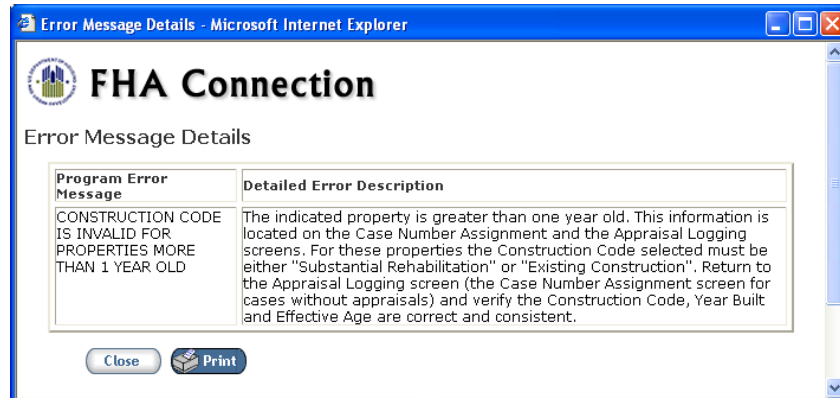 Error Message Details - Microsoft Internet Explorer
FHA Connection
Error Message Details
Program Error
Message
Detailed Error Description
CONSTRUCTION CODE
IS INVALID FOR
PROPERTIES MORE
THAN 1 YEAR OLD
The indicated property is greater than one year old. This information is
located on the Case Number Assignment and the Appraisal Logging
screens. For these properties the Construction Code selected must be
either "Substantial Rehabilitation" or "Existing Construction". Return to
the Appraisal Logging screen (the Case Number Assignment screen for
cases without appraisals) and verify the Construction Code, Year Built
and Effective Age are correct and consistent.
Close
Print